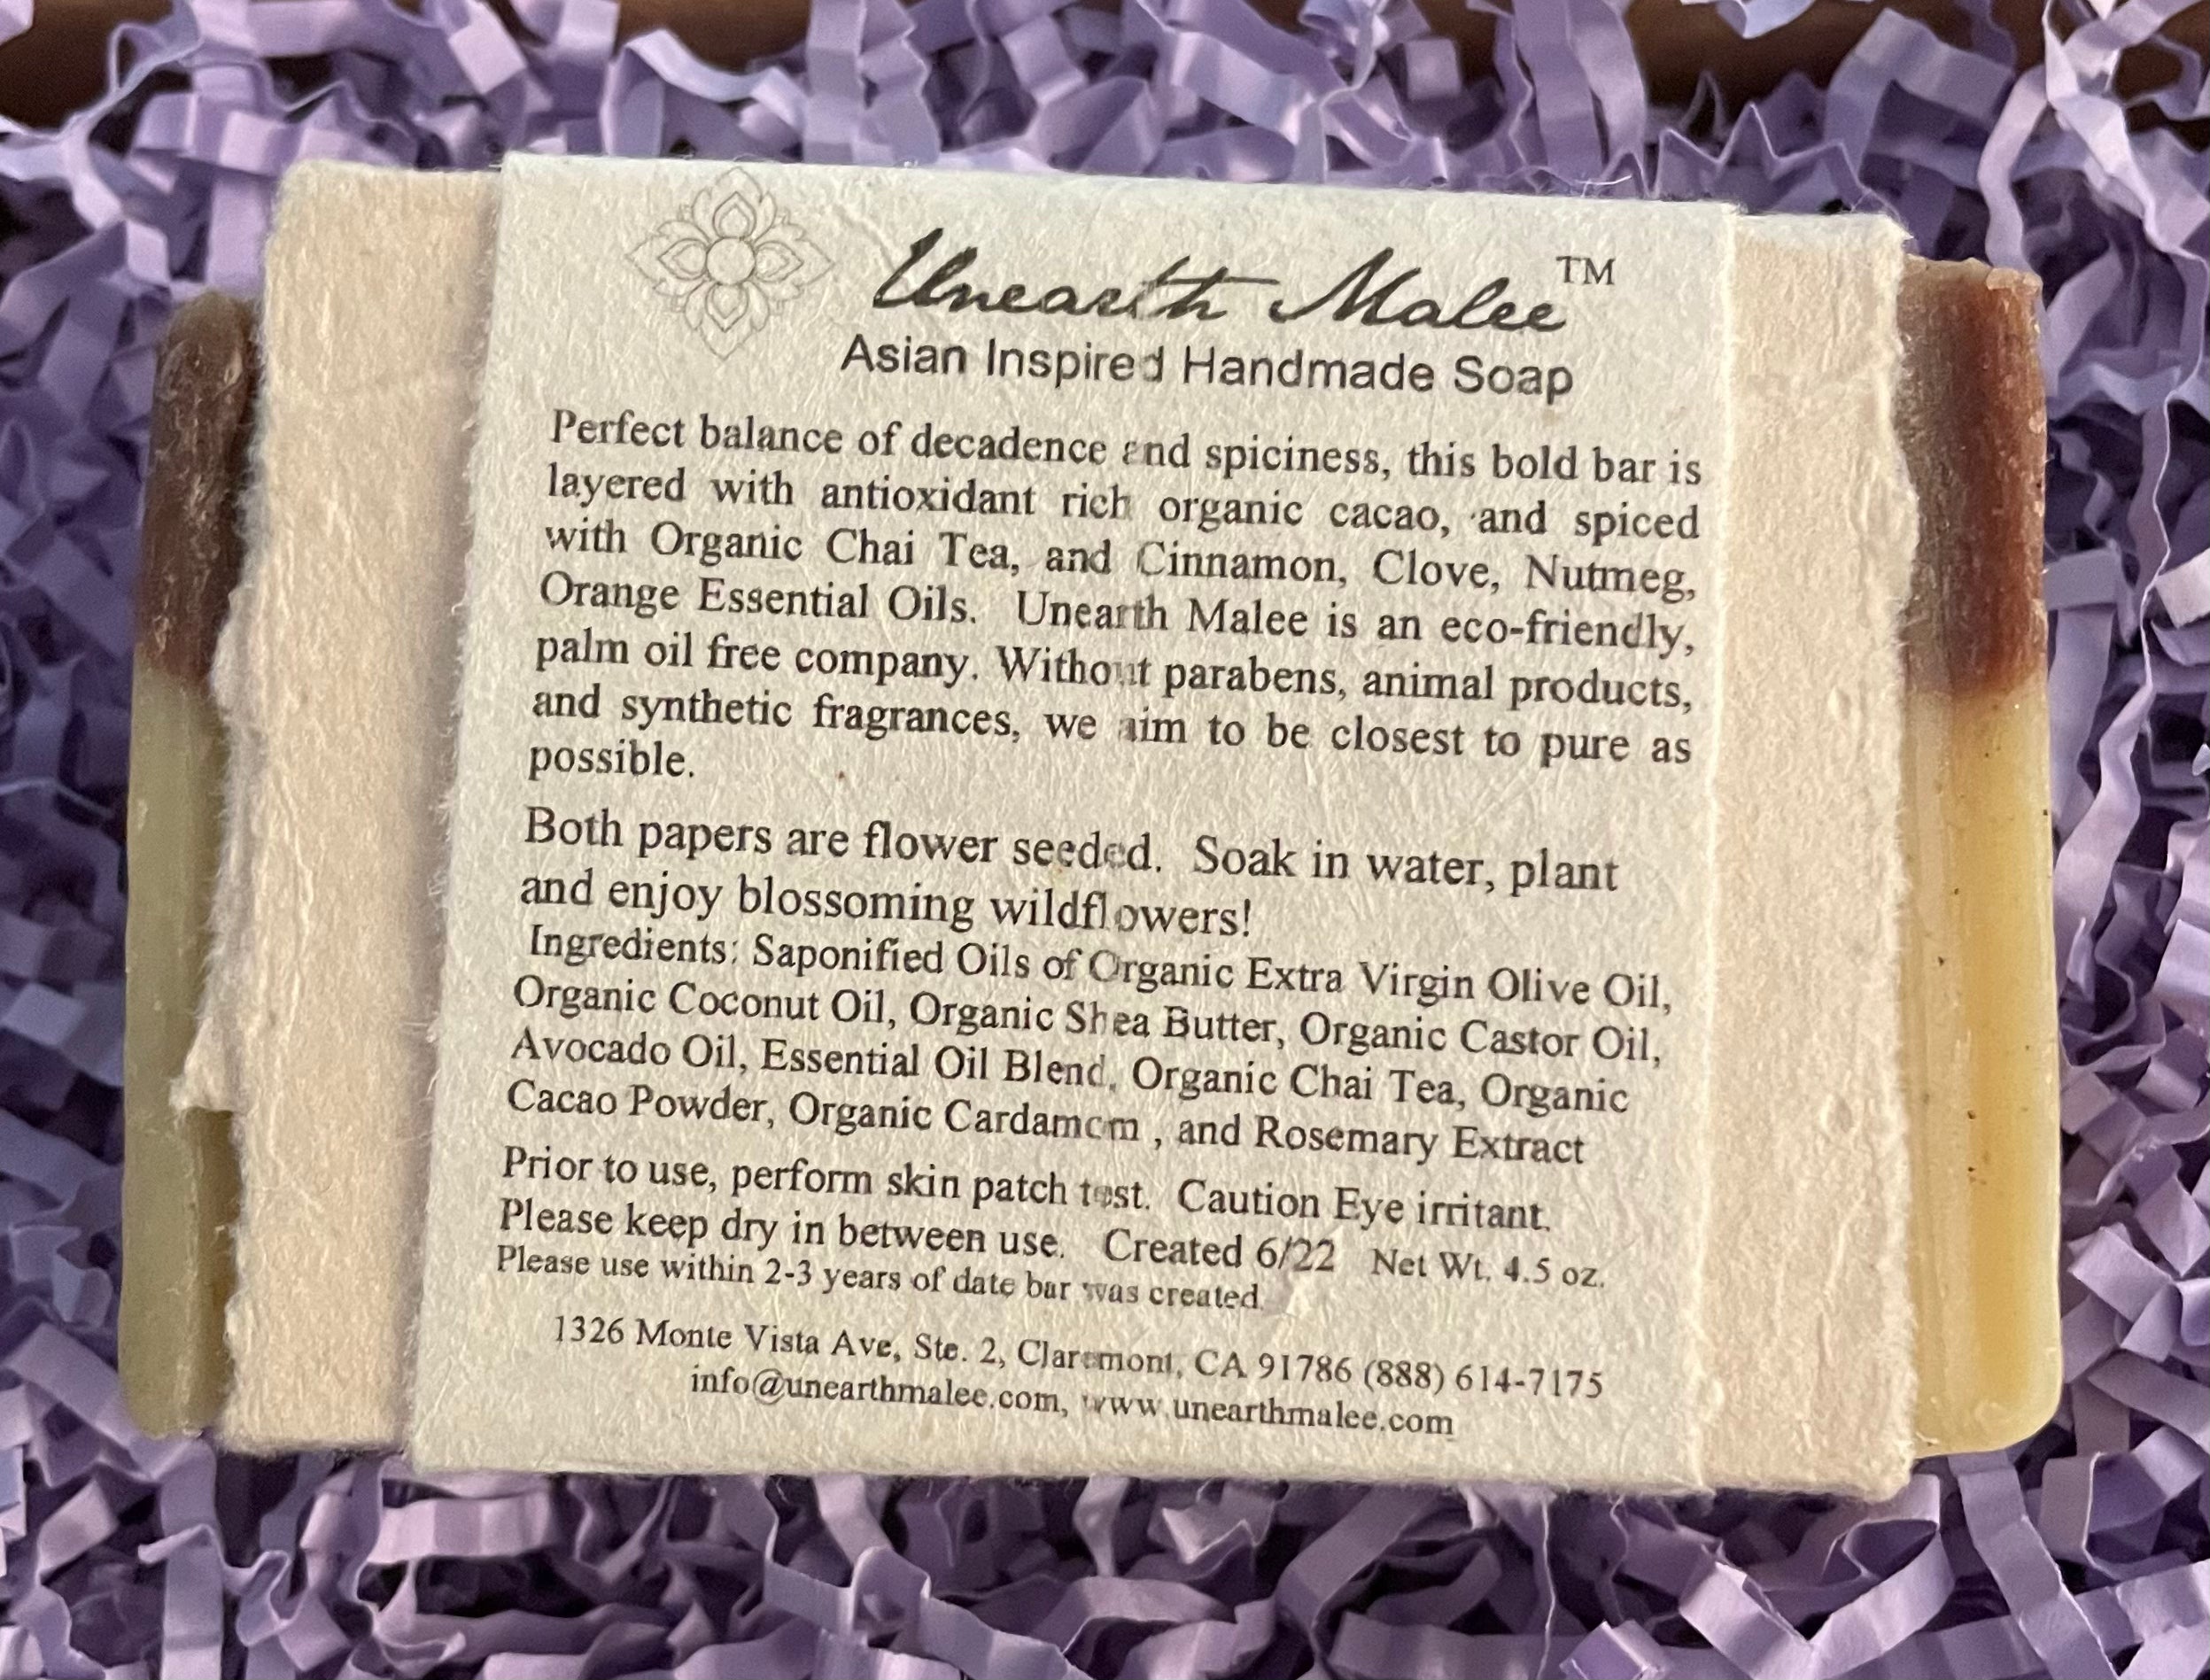 Unearth Malee™
Asian Inspired Handmade Soap
Perfect balance of decadence and spiciness, this bold bar is
layered with antioxidant rich organic cacao, and spiced
with Organic Chai Tea, and Cinnamon, Clove, Nutmeg,
Orange Essential Oils. Unearth Malee is an eco-friendly,
palm oil free company. Without parabens, animal products,
and synthetic fragrances, we aim to be closest to pure as
possible.
Both papers are flower seeded. Soak in water, plant
and enjoy blossoming wildflowers!
Ingredients: Saponified Oils of Organic Extra Virgin Olive Oil,
Organic Coconut Oil, Organic Shea Butter, Organic Castor Oil,
Avocado Oil, Essential Oil Blend, Organic Chai Tea, Organic
Cacao Powder, Organic Cardamom , and Rosemary Extract
Prior to use, perform skin patch test. Caution Eye irritant.
Please keep dry in between use. Created 6/22 Net Wt. 4.5 oz.
Please use within 2-3 years of date bar was created.
1326 Monte Vista Ave, Ste. 2, Claremont, CA 91786 (888) 614-7175
info@unearthmalee.com, www.unearthmalee.com